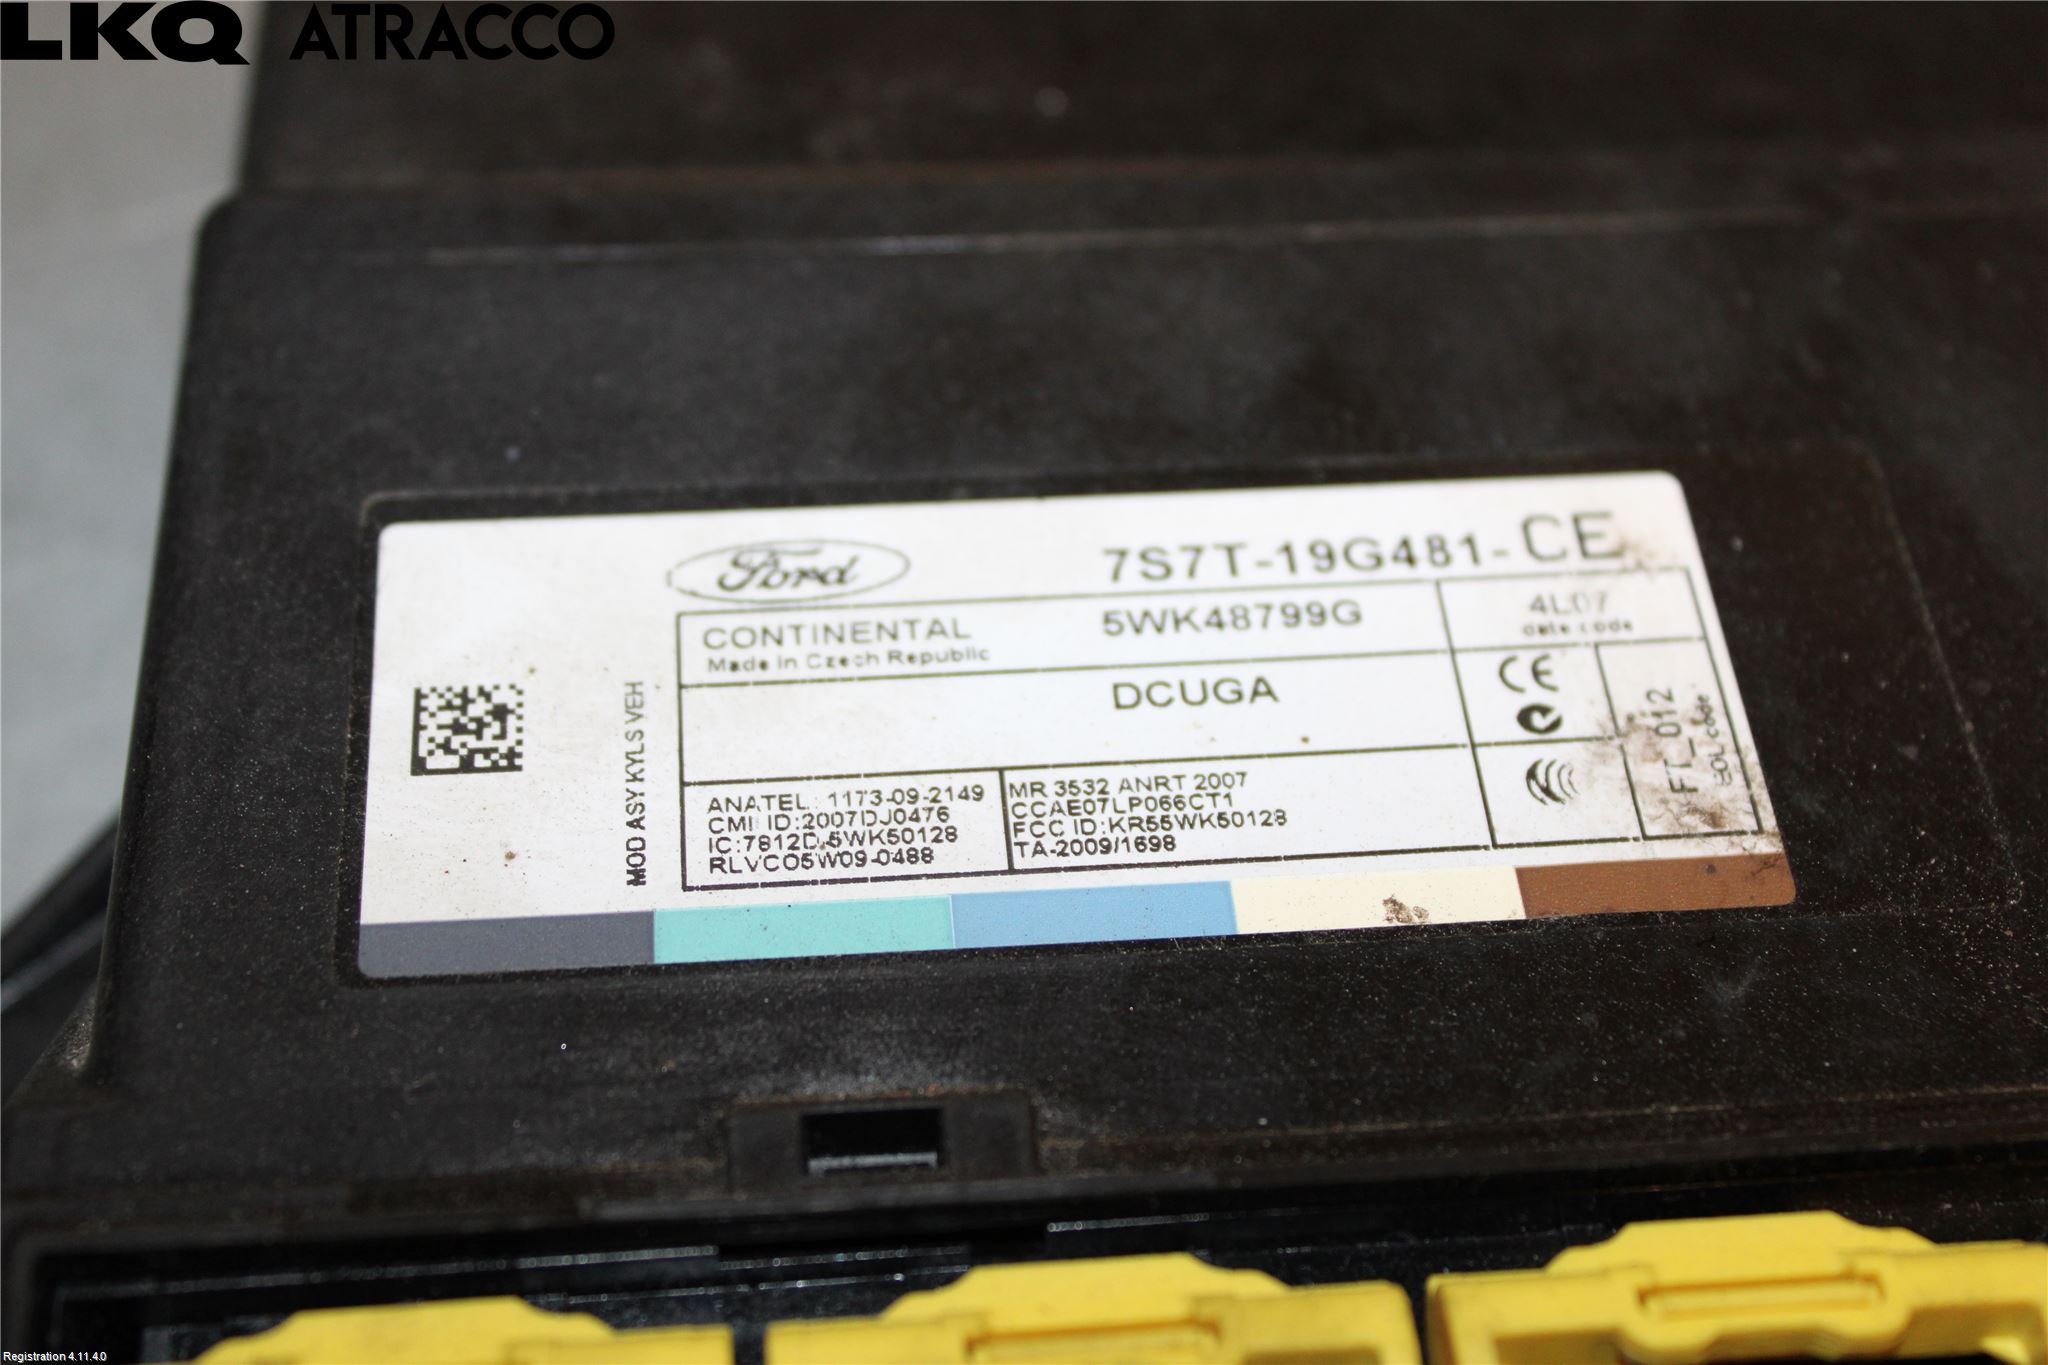 LKQ ATRACCO
Ford
7S7T-19G481-CE
CONTINENTAL
Made in Czech Republic
5WK48799G
4L07
date code
DCUGA
CE
MOD ASY KYLS VEH
FT_012
EOL code
ANATEL: 1173-09-2149
CMII ID:2007DJ0476
IC:7812D,5WK50128
RLVCO5W09-0488
MR 3532 ANRT 2007
CCAE07LP066CT1
FCC ID:KR55WK50128
TA-2009/1698
Registration 4.11.4.0